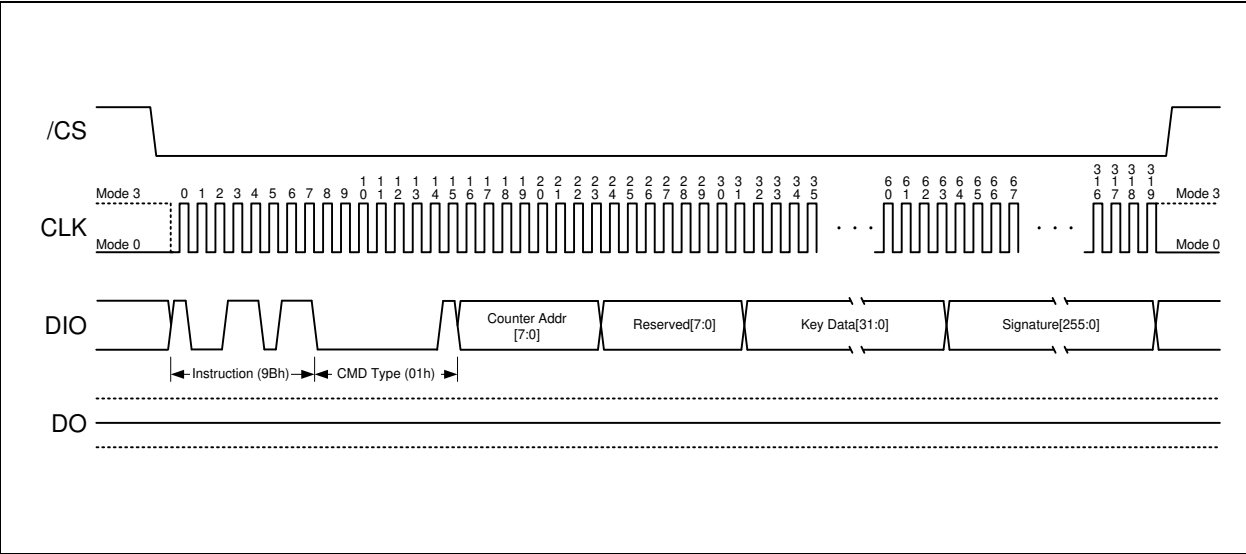 /CS
Mode 3
0 1 2 3 4 5 6 7 8 9 10 11 12 13 14 15 16 17 18 19 20 21 22 23 24 25 26 27 28 29 30 31 32 33 34 35 60 61 62 63 64 65 66 67 316 317 318 319
Mode 3
CLK
. . .
. . .
Mode 0
Mode 0
DIO
Counter Addr
[7:0]
Reserved[7:0]
Key Data[31:0]
Signature[255:0]
Instruction (9Bh)
CMD Type (01h)
DO